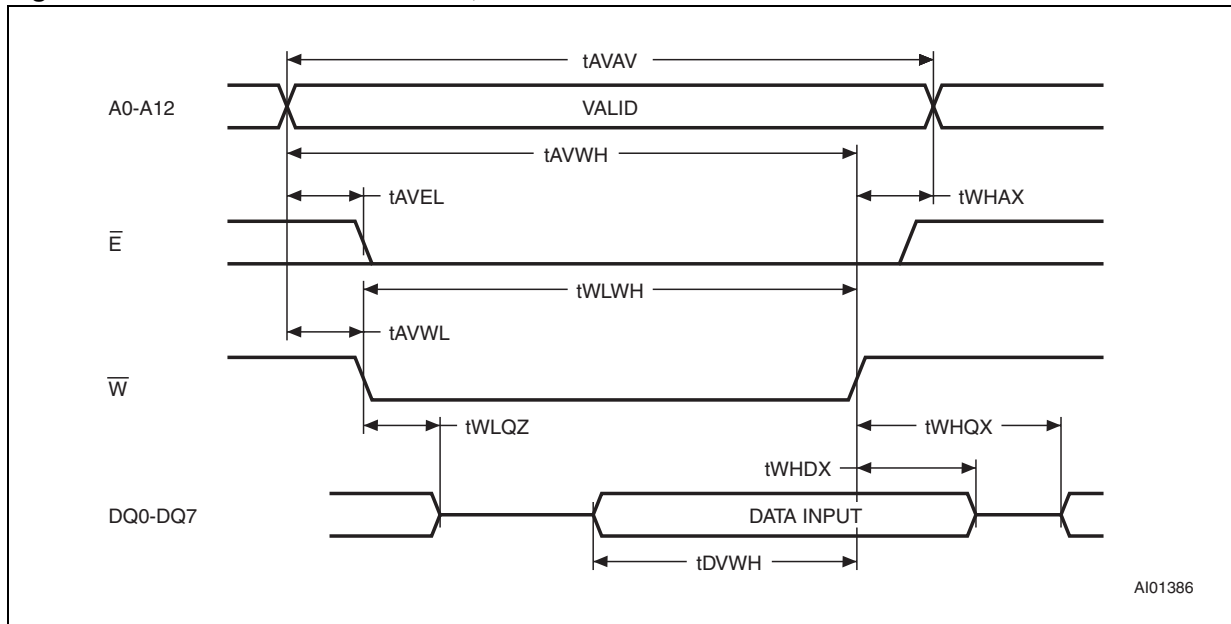 tAVAV
A0-A12
VALID
tAVWH
tAVEL
tWHAX
E̅
tWLWH
tAVWL
W̅
tWLQZ
tWHQX
tWHDX
DQ0-DQ7
DATA INPUT
tDVWH
AI01386